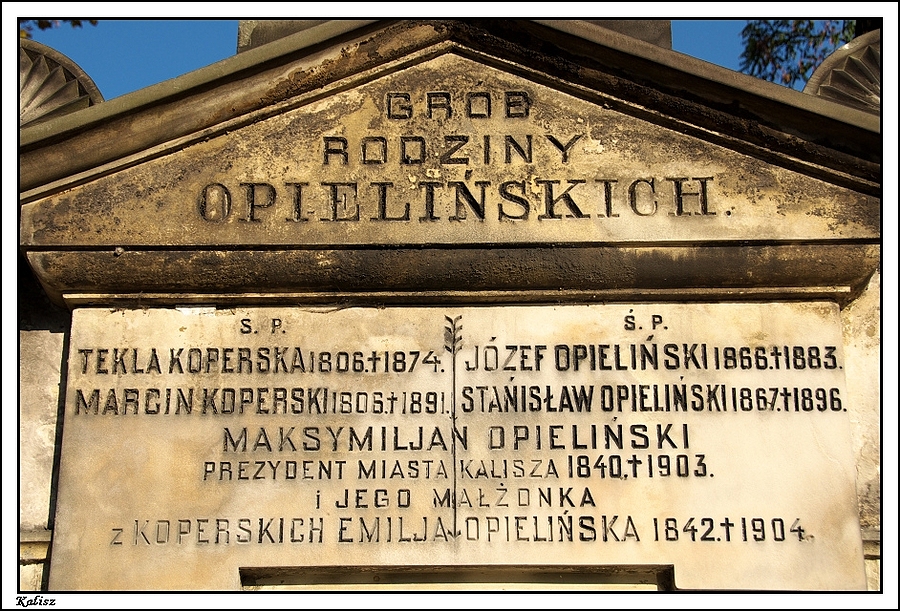 GRÓB
RODZINY
OPIELIŃSKICH.
Ś. P.
TEKLA KOPERSKA 1806.†1874.
MARCIN KOPERSKI 1806.†1891.
Ś. P.
JÓZEF OPIELIŃSKI 1866†1883.
STANISŁAW OPIELIŃSKI 1867.†1896.
MAKSYMILJAN OPIELIŃSKI
PREZYDENT MIASTA KALISZA 1840.†1903.
i JEGO MAŁŻONKA
z KOPERSKICH EMILJA OPIELIŃSKA 1842.†1904.
Kalisz